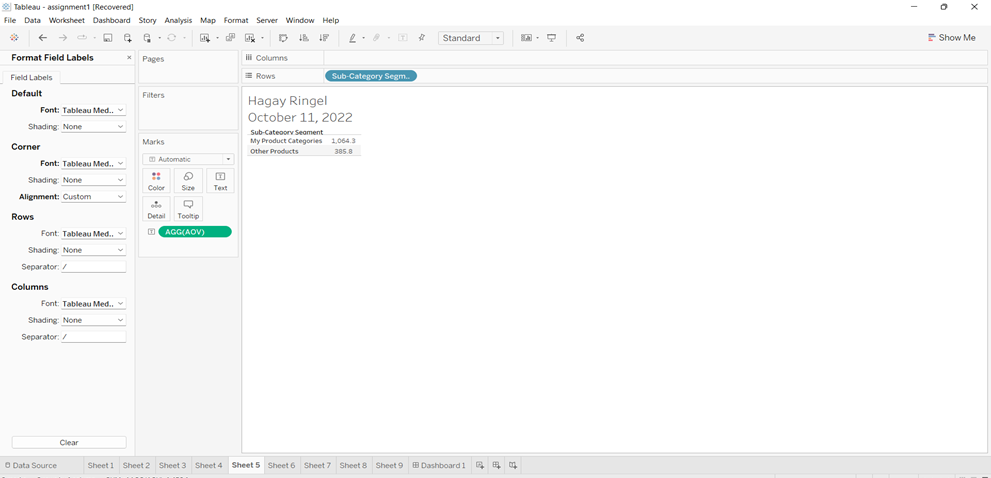 Tableau - assignment1 [Recovered]
File Data Worksheet Dashboard Story Analysis Map Format Server Window Help
Standard
Show Me
Format Field Labels
Field Labels
Default
Font: Tableau Med..
Shading: None
Corner
Font: Tableau Med..
Shading: None
Alignment: Custom
Rows
Font: Tableau Med..
Shading: None
Separator: /
Columns
Font: Tableau Med..
Shading: None
Separator: /
Clear
Pages
Filters
Marks
Automatic
Color Size Text
Detail Tooltip
AGG(AOV)
Columns
Rows Sub-Category Segm..
Hagay Ringel
October 11, 2022
Sub-Category Segment
My Product Categories 1,064.3
Other Products 385.8
Data Source Sheet 1 Sheet 2 Sheet 3 Sheet 4 Sheet 5 Sheet 6 Sheet 7 Sheet 8 Sheet 9 Dashboard 1